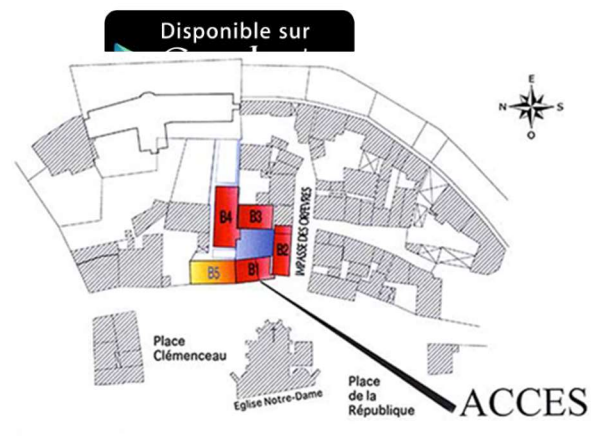 Disponible sur
E
N
S
O
B4
B3
IMPASSE DES ORFEVRES
B2
B5
B1
Place
Clémenceau
Eglise Notre-Dame
Place
de la
République
ACCES